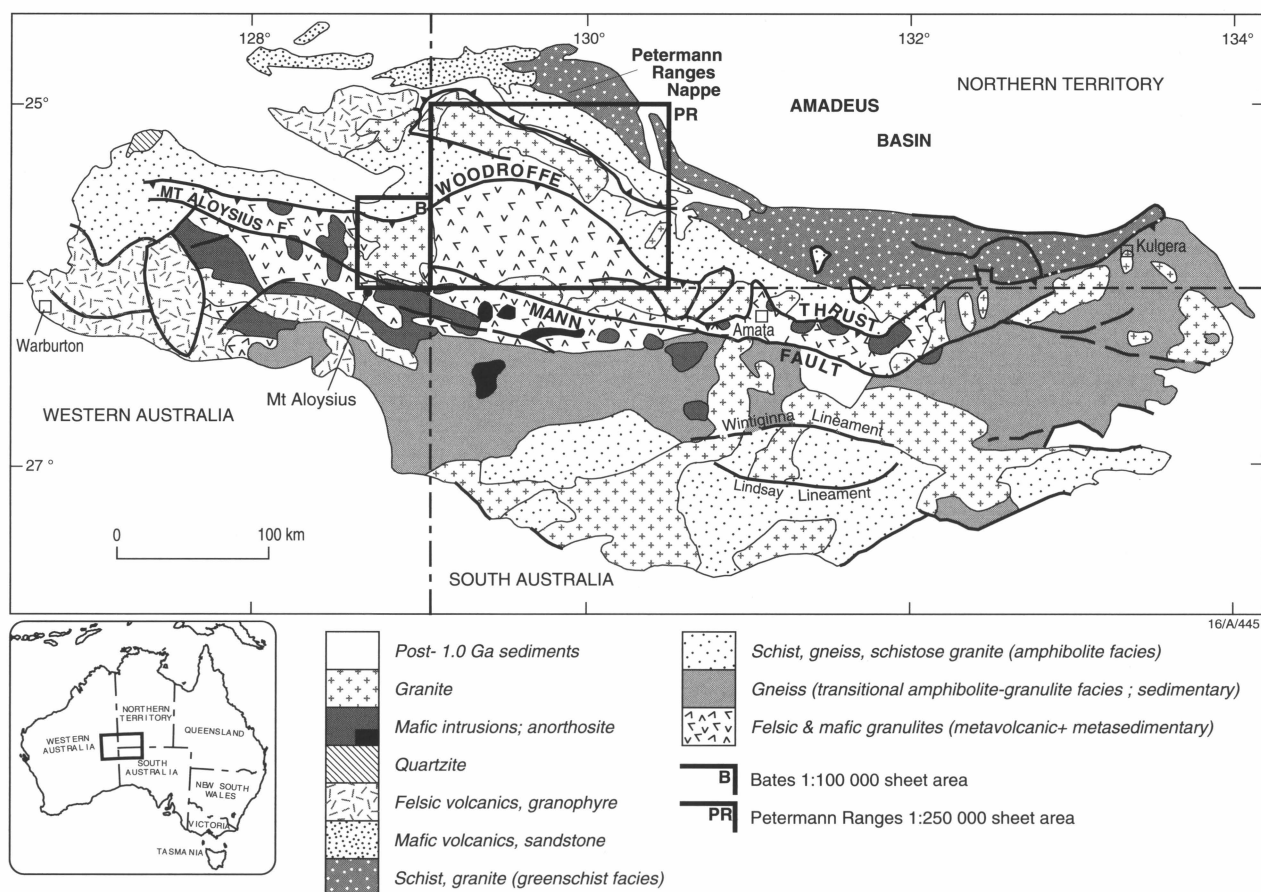 128°
130°
132°
134°
Petermann
Ranges
Nappe
NORTHERN TERRITORY
25°
PR
AMADEUS
BASIN
WOODROFFE
MT ALOYSIUS F
B
Kulgera
MANN
THRUST
Warburton
Amata
FAULT
Mt Aloysius
WESTERN AUSTRALIA
Wintiginna Lineament
27°
Lindsay Lineament
0 100 km
SOUTH AUSTRALIA
16/A/445
NORTHERN
TERRITORY
QUEENSLAND
WESTERN
AUSTRALIA
SOUTH
AUSTRALIA
NEW SOUTH
WALES
VICTORIA
TASMANIA
Post- 1.0 Ga sediments
Granite
Mafic intrusions; anorthosite
Quartzite
Felsic volcanics, granophyre
Mafic volcanics, sandstone
Schist, granite (greenschist facies)
Schist, gneiss, schistose granite (amphibolite facies)
Gneiss (transitional amphibolite-granulite facies ; sedimentary)
Felsic & mafic granulites (metavolcanic+ metasedimentary)
B Bates 1:100 000 sheet area
PR Petermann Ranges 1:250 000 sheet area